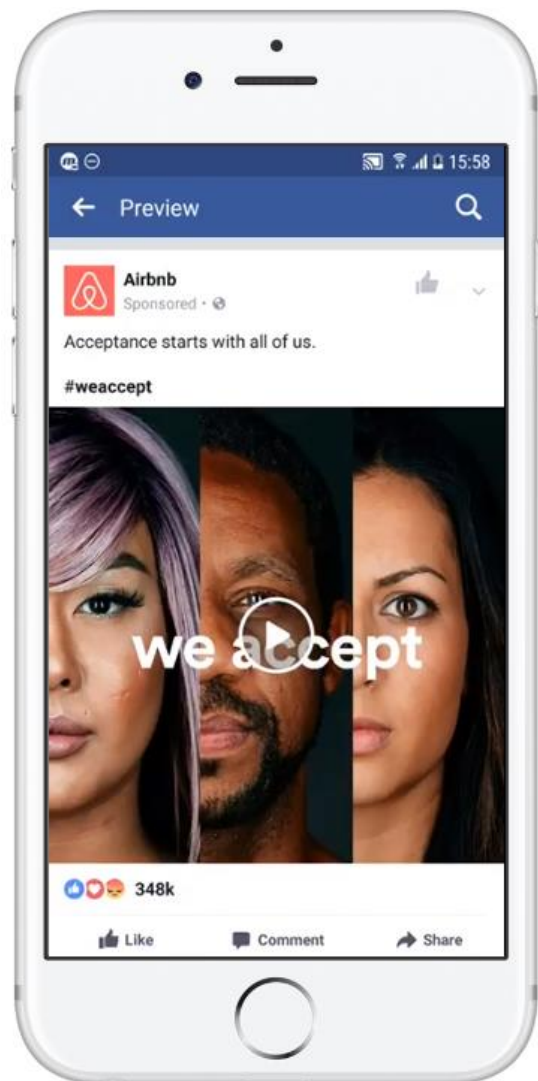 15:58
Preview
Airbnb
Sponsored
Acceptance starts with all of us.
#weaccept
we accept
348k
Like Comment Share